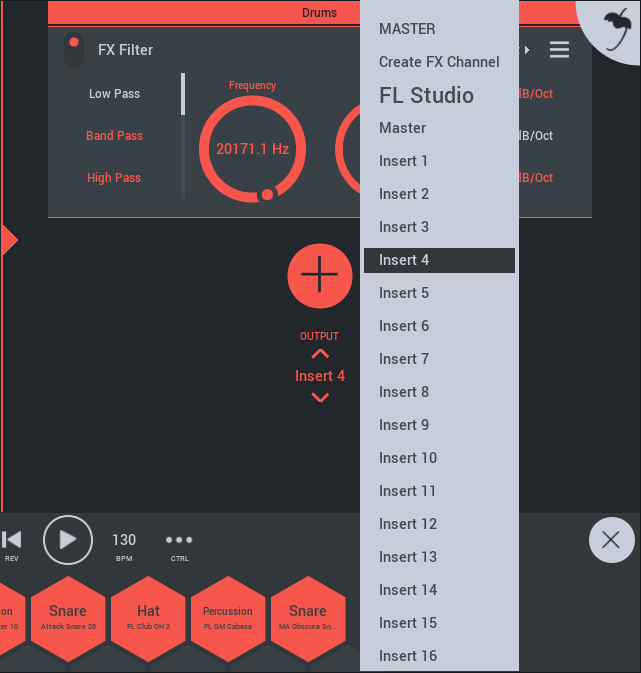 Drums
FX Filter
Low Pass
Band Pass
High Pass
Frequency
20171.1 Hz
dB/Oct
dB/Oct
dB/Oct
MASTER
Create FX Channel
FL Studio
Master
Insert 1
Insert 2
Insert 3
Insert 4
Insert 5
Insert 6
Insert 7
Insert 8
Insert 9
Insert 10
Insert 11
Insert 12
Insert 13
Insert 14
Insert 15
Insert 16
OUTPUT
Insert 4
REV
130
BPM
CTRL
Snare
Attack Snare 26
Hat
FL Club OH 2
Percussion
FL GM Cabasa
Snare
MA Obscura Sn...